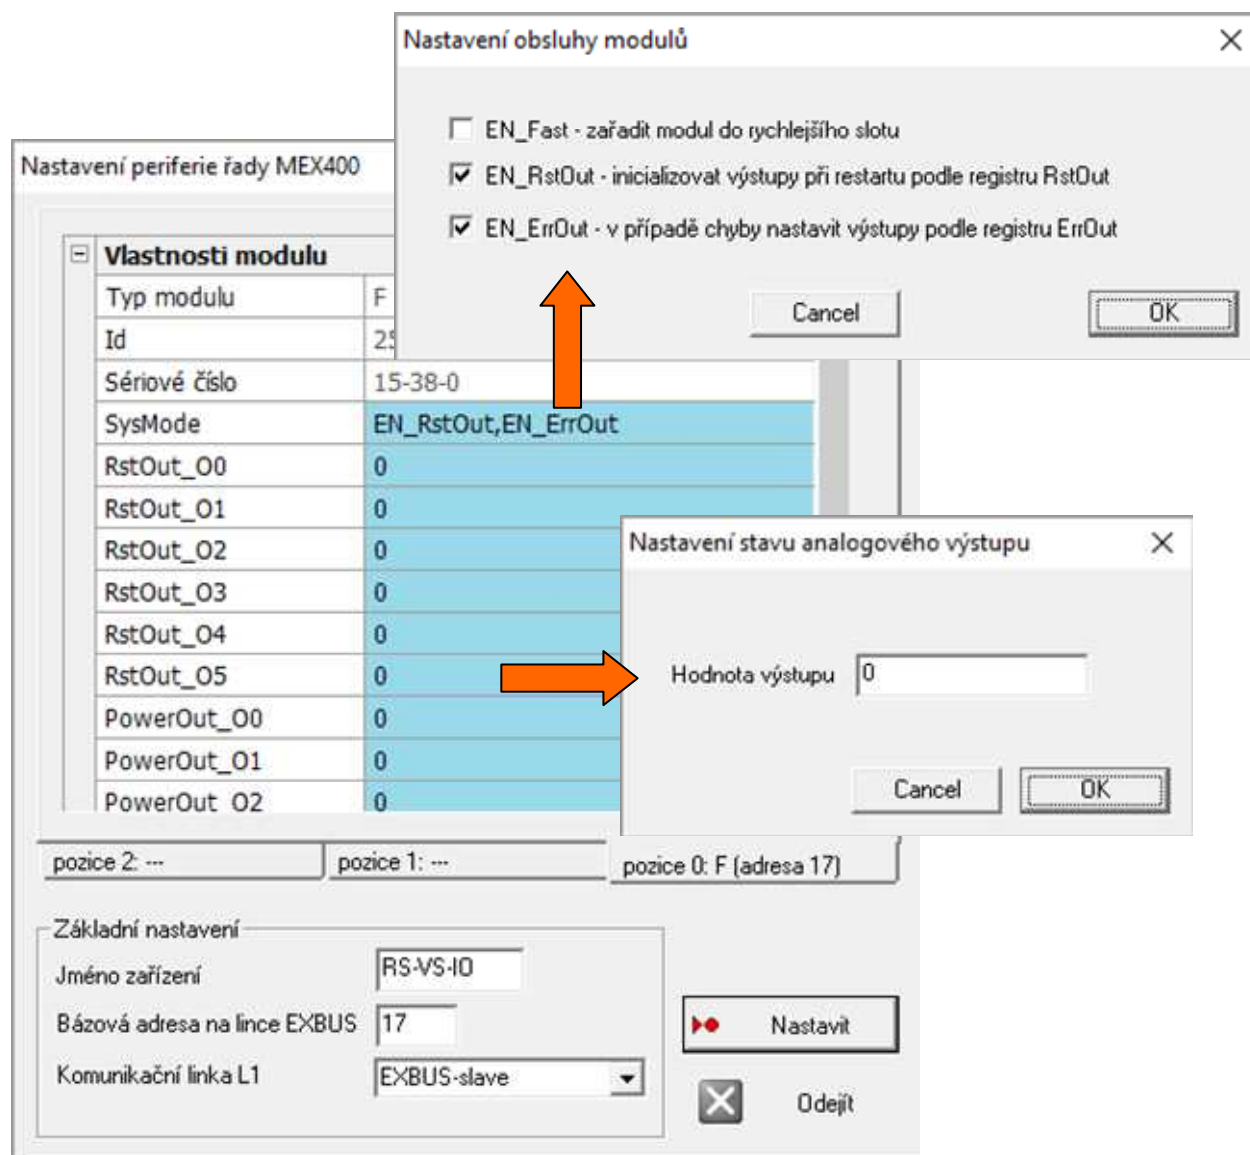 Nastavení obsluhy modulů
EN_Fast - zařadit modul do rychlejšího slotu
EN_RstOut - inicializovat výstupy při restartu podle registru RstOut
EN_ErrOut - v případě chyby nastavit výstupy podle registru ErrOut
Cancel
OK
Nastavení periferie řady MEX400
Vlastnosti modulu
Typ modulu F
Id 25
Sériové číslo 15-38-0
SysMode EN_RstOut,EN_ErrOut
RstOut_O0 0
RstOut_O1 0
RstOut_O2 0
RstOut_O3 0
RstOut_O4 0
RstOut_O5 0
PowerOut_O0 0
PowerOut_O1 0
PowerOut_O2 0
Nastavení stavu analogového výstupu
Hodnota výstupu 0
Cancel
OK
pozice 2: ---
pozice 1: ---
pozice 0: F (adresa 17)
Základní nastavení
Jméno zařízení RS-VS-IO
Bázová adresa na lince EXBUS 17
Komunikační linka L1 EXBUS-slave
Nastavit
Odejít